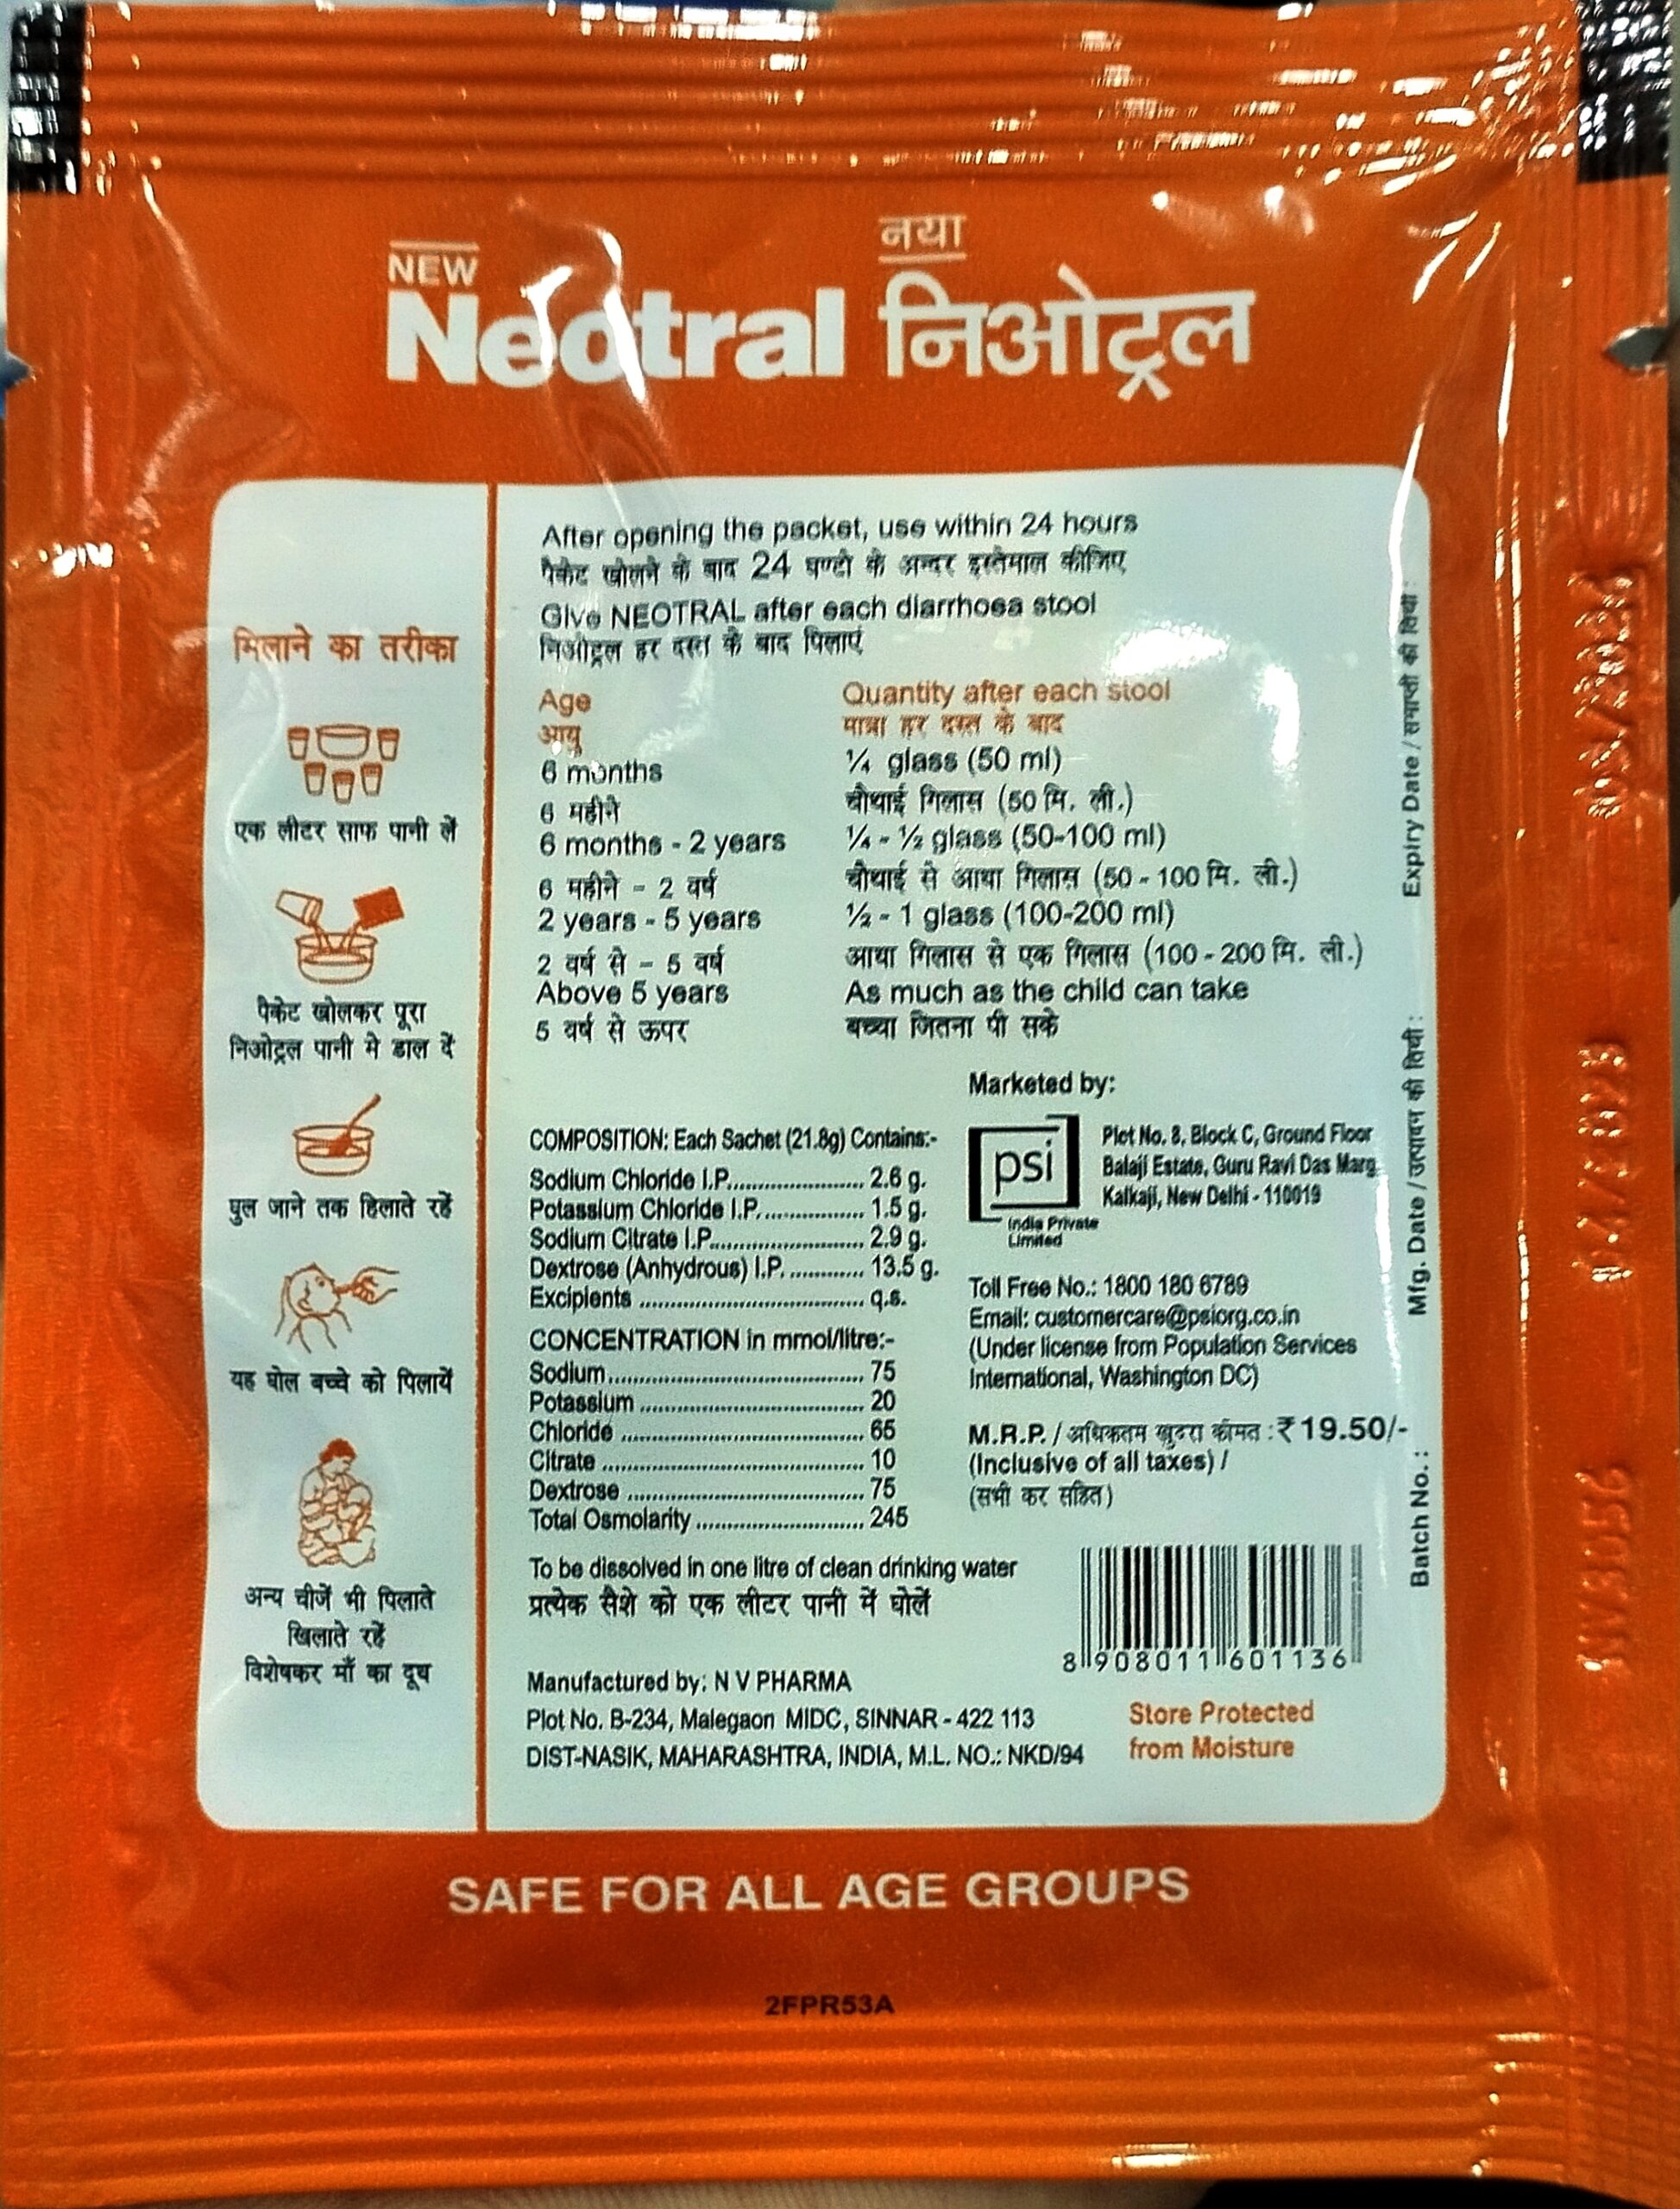 NEW
Neotral
नया
निओट्रल
मिलाने का तरीका
एक लीटर साफ पानी लें
पैकेट खोलकर पूरा
निओट्रल पानी मे डाल दें
घुल जाने तक हिलाते रहें
यह घोल बच्चे को पिलायें
अन्य चीजें भी पिलाते
खिलाते रहें
विशेषकर माँ का दूध
After opening the packet, use within 24 hours
पैकेट खोलने के बाद 24 घण्टो के अन्दर इस्तेमाल कीजिए
Give NEOTRAL after each diarrhoea stool
निओट्रल हर दस्त के बाद पिलाएं
Age Quantity after each stool
आयु मात्रा हर दस्त के बाद
6 months ¼ glass (50 ml)
6 महीने चौथाई गिलास (50 मि. ली.)
6 months - 2 years ¼ - ½ glass (50-100 ml)
6 महीने - 2 वर्ष चौथाई से आधा गिलास (50 - 100 मि. ली.)
2 years - 5 years ½ - 1 glass (100-200 ml)
2 वर्ष से - 5 वर्ष आधा गिलास से एक गिलास (100 - 200 मि. ली.)
Above 5 years As much as the child can take
5 वर्ष से ऊपर बच्चा जितना पी सके
COMPOSITION: Each Sachet (21.8g) Contains:-
Sodium Chloride I.P....................... 2.6 g.
Potassium Chloride I.P. ................. 1.5 g.
Sodium Citrate I.P......................... 2.9 g.
Dextrose (Anhydrous) I.P. ............. 13.5 g.
Excipients ...................................... q.s.
CONCENTRATION in mmol/litre:-
Sodium........................................... 75
Potassium ...................................... 20
Chloride ......................................... 65
Citrate ............................................ 10
Dextrose ........................................ 75
Total Osmolarity ............................ 245
To be dissolved in one litre of clean drinking water
प्रत्येक सैशे को एक लीटर पानी में घोलें
Manufactured by: N V PHARMA
Plot No. B-234, Malegaon MIDC, SINNAR - 422 113
DIST-NASIK, MAHARASHTRA, INDIA, M.L. NO.: NKD/94
Marketed by:
psi
India Private
Limited
Plot No. 8, Block C, Ground Floor
Balaji Estate, Guru Ravi Das Marg
Kalkaji, New Delhi - 110019
Toll Free No.: 1800 180 6789
Email: customercare@psiorg.co.in
(Under license from Population Services
International, Washington DC)
M.R.P. / अधिकतम खुदरा कीमत : ₹ 19.50/-
(Inclusive of all taxes) /
(सभी कर सहित)
8 908011 601136
Store Protected
from Moisture
Expiry Date / समाप्ती की तिथी :
Mfg. Date / उत्पादन की तिथी :
04/2023
Batch No. :
NV3056
SAFE FOR ALL AGE GROUPS
2FPR53A